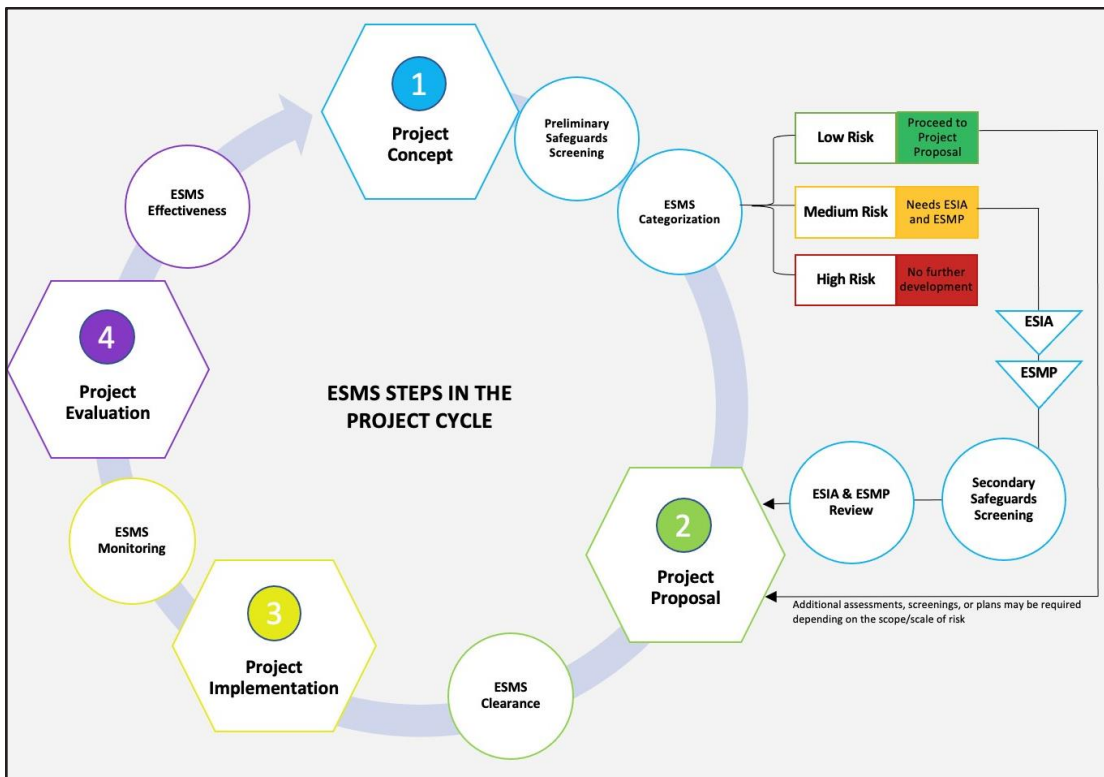 1
Project
Concept
Preliminary
Safeguards
Screening
ESMS
Categorization
Low Risk
Proceed to
Project
Proposal
Medium Risk
Needs ESIA
and ESMP
High Risk
No further
development
ESIA
ESMP
Secondary
Safeguards
Screening
ESIA & ESMP
Review
2
Project
Proposal
Additional assessments, screenings, or plans may be required
depending on the scope/scale of risk
ESMS
Clearance
3
Project
Implementation
ESMS
Monitoring
4
Project
Evaluation
ESMS
Effectiveness
ESMS STEPS IN THE
PROJECT CYCLE